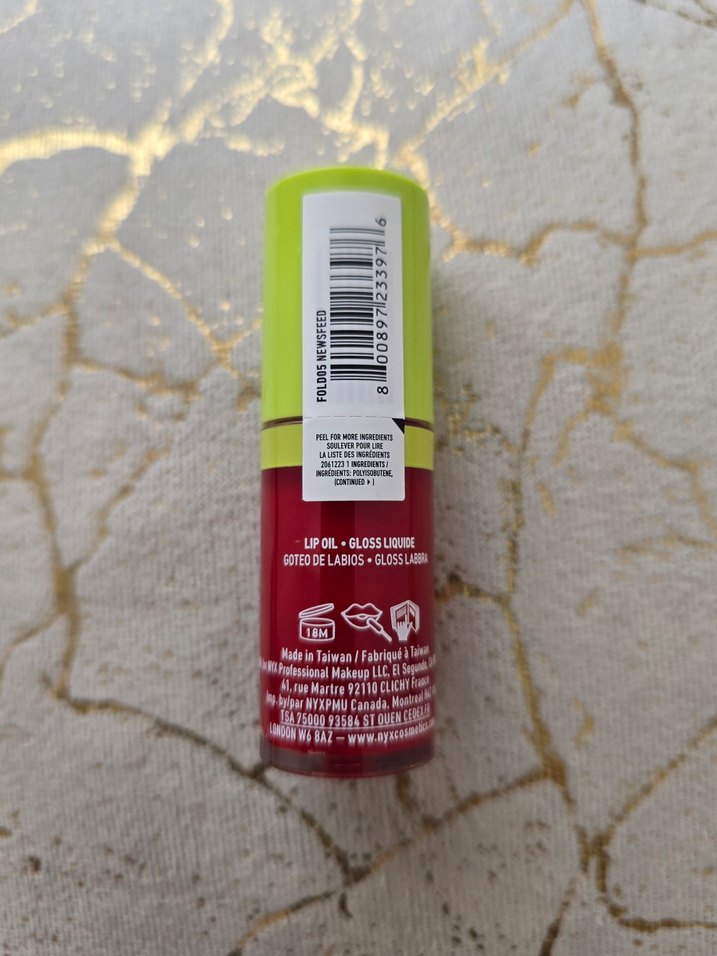 FOLD05 NEWSFEED
8 00897 23397 6
PEEL FOR MORE INGREDIENTS
SOULEVER POUR LIRE
LA LISTE DES INGRÉDIENTS
2061223 1 INGREDIENTS /
INGRÉDIENTS: POLYISOBUTENE,
(CONTINUED ▸ )
LIP OIL • GLOSS LIQUIDE
GOTEO DE LABIOS • GLOSS LABBRA
18M
Made in Taiwan / Fabriqué à Taiwan
NYX Professional Makeup LLC, El Segundo,
41, rue Martre 92110 CLICHY France
Imp. by/par NYXPMU Canada, Montreal
TSA 75000 93584 ST OUEN CEDEX FR
LONDON W6 8AZ — www.nyxcosmetics.